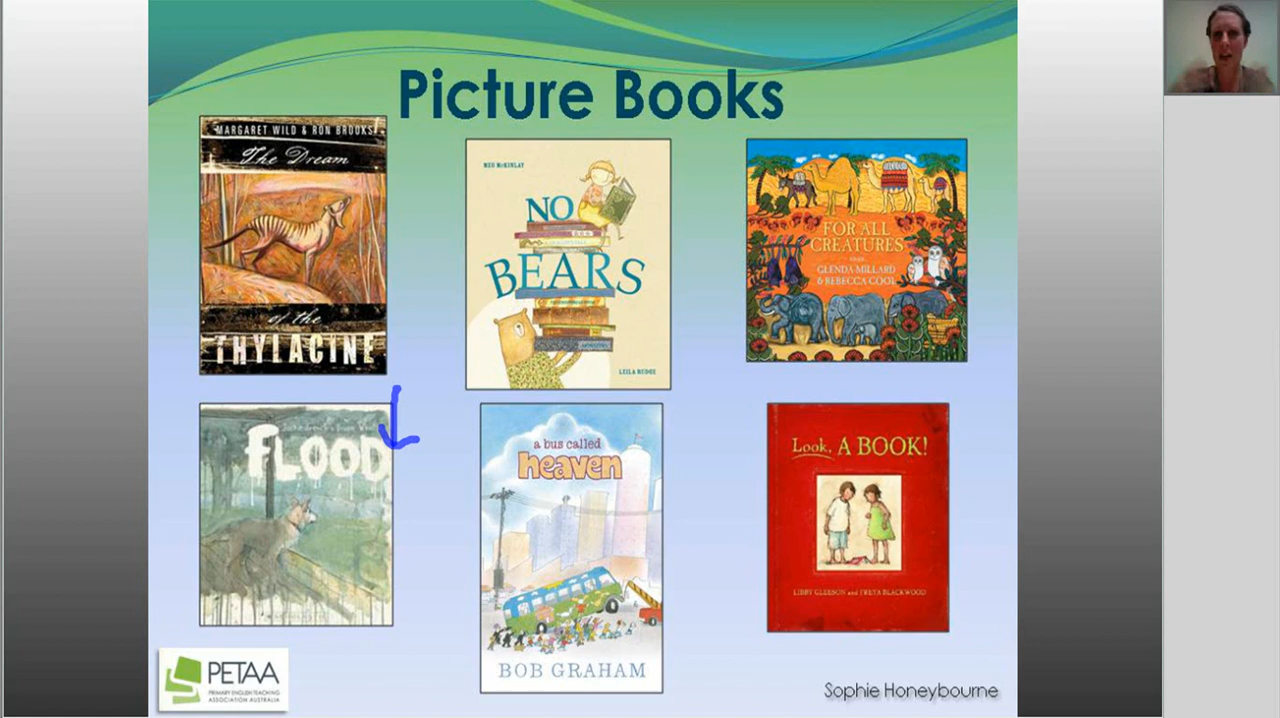 Picture Books
MARGARET WILD & RON BROOKS
The Dream
of the
THYLACINE
MEG McKINLAY
NO
BEARS
LEILA RUDGE
FOR ALL
CREATURES
GLENDA MILLARD
& REBECCA COOL
FLOOD
a bus called
heaven
BOB GRAHAM
Look, A BOOK!
LIBBY GLEESON and FREYA BLACKWOOD
PETAA
PRIMARY ENGLISH TEACHING
ASSOCIATION AUSTRALIA
Sophie Honeybourne